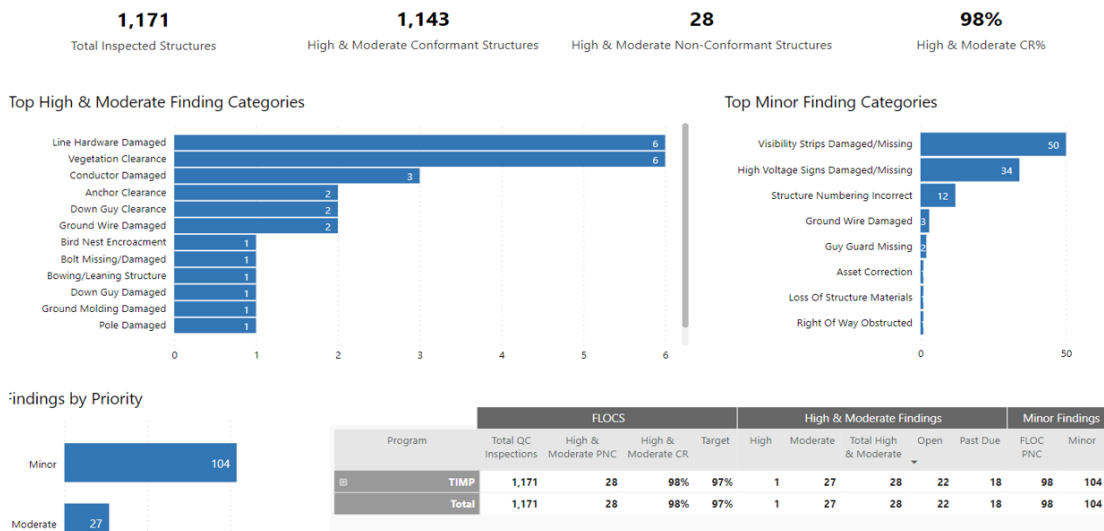 1,171
Total Inspected Structures
1,143
High & Moderate Conformant Structures
28
High & Moderate Non-Conformant Structures
98%
High & Moderate CR%
Top High & Moderate Finding Categories
Line Hardware Damaged 6
Vegetation Clearance 6
Conductor Damaged 3
Anchor Clearance 2
Down Guy Clearance 2
Ground Wire Damaged 2
Bird Nest Encroacment 1
Bolt Missing/Damaged 1
Bowing/Leaning Structure 1
Down Guy Damaged 1
Ground Molding Damaged 1
Pole Damaged 1
0 1 2 3 4 5 6
Top Minor Finding Categories
Visibility Strips Damaged/Missing 50
High Voltage Signs Damaged/Missing 34
Structure Numbering Incorrect 12
Ground Wire Damaged 3
Guy Guard Missing 2
Asset Correction
Loss Of Structure Materials
Right Of Way Obstructed
0 50
Findings by Priority
Minor 104
Moderate 27
FLOCS High & Moderate Findings Minor Findings
Program Total QC Inspections High & Moderate PNC High & Moderate CR Target High Moderate Total High & Moderate Open Past Due FLOC PNC Minor
TIMP 1,171 28 98% 97% 1 27 28 22 18 98 104
Total 1,171 28 98% 97% 1 27 28 22 18 98 104